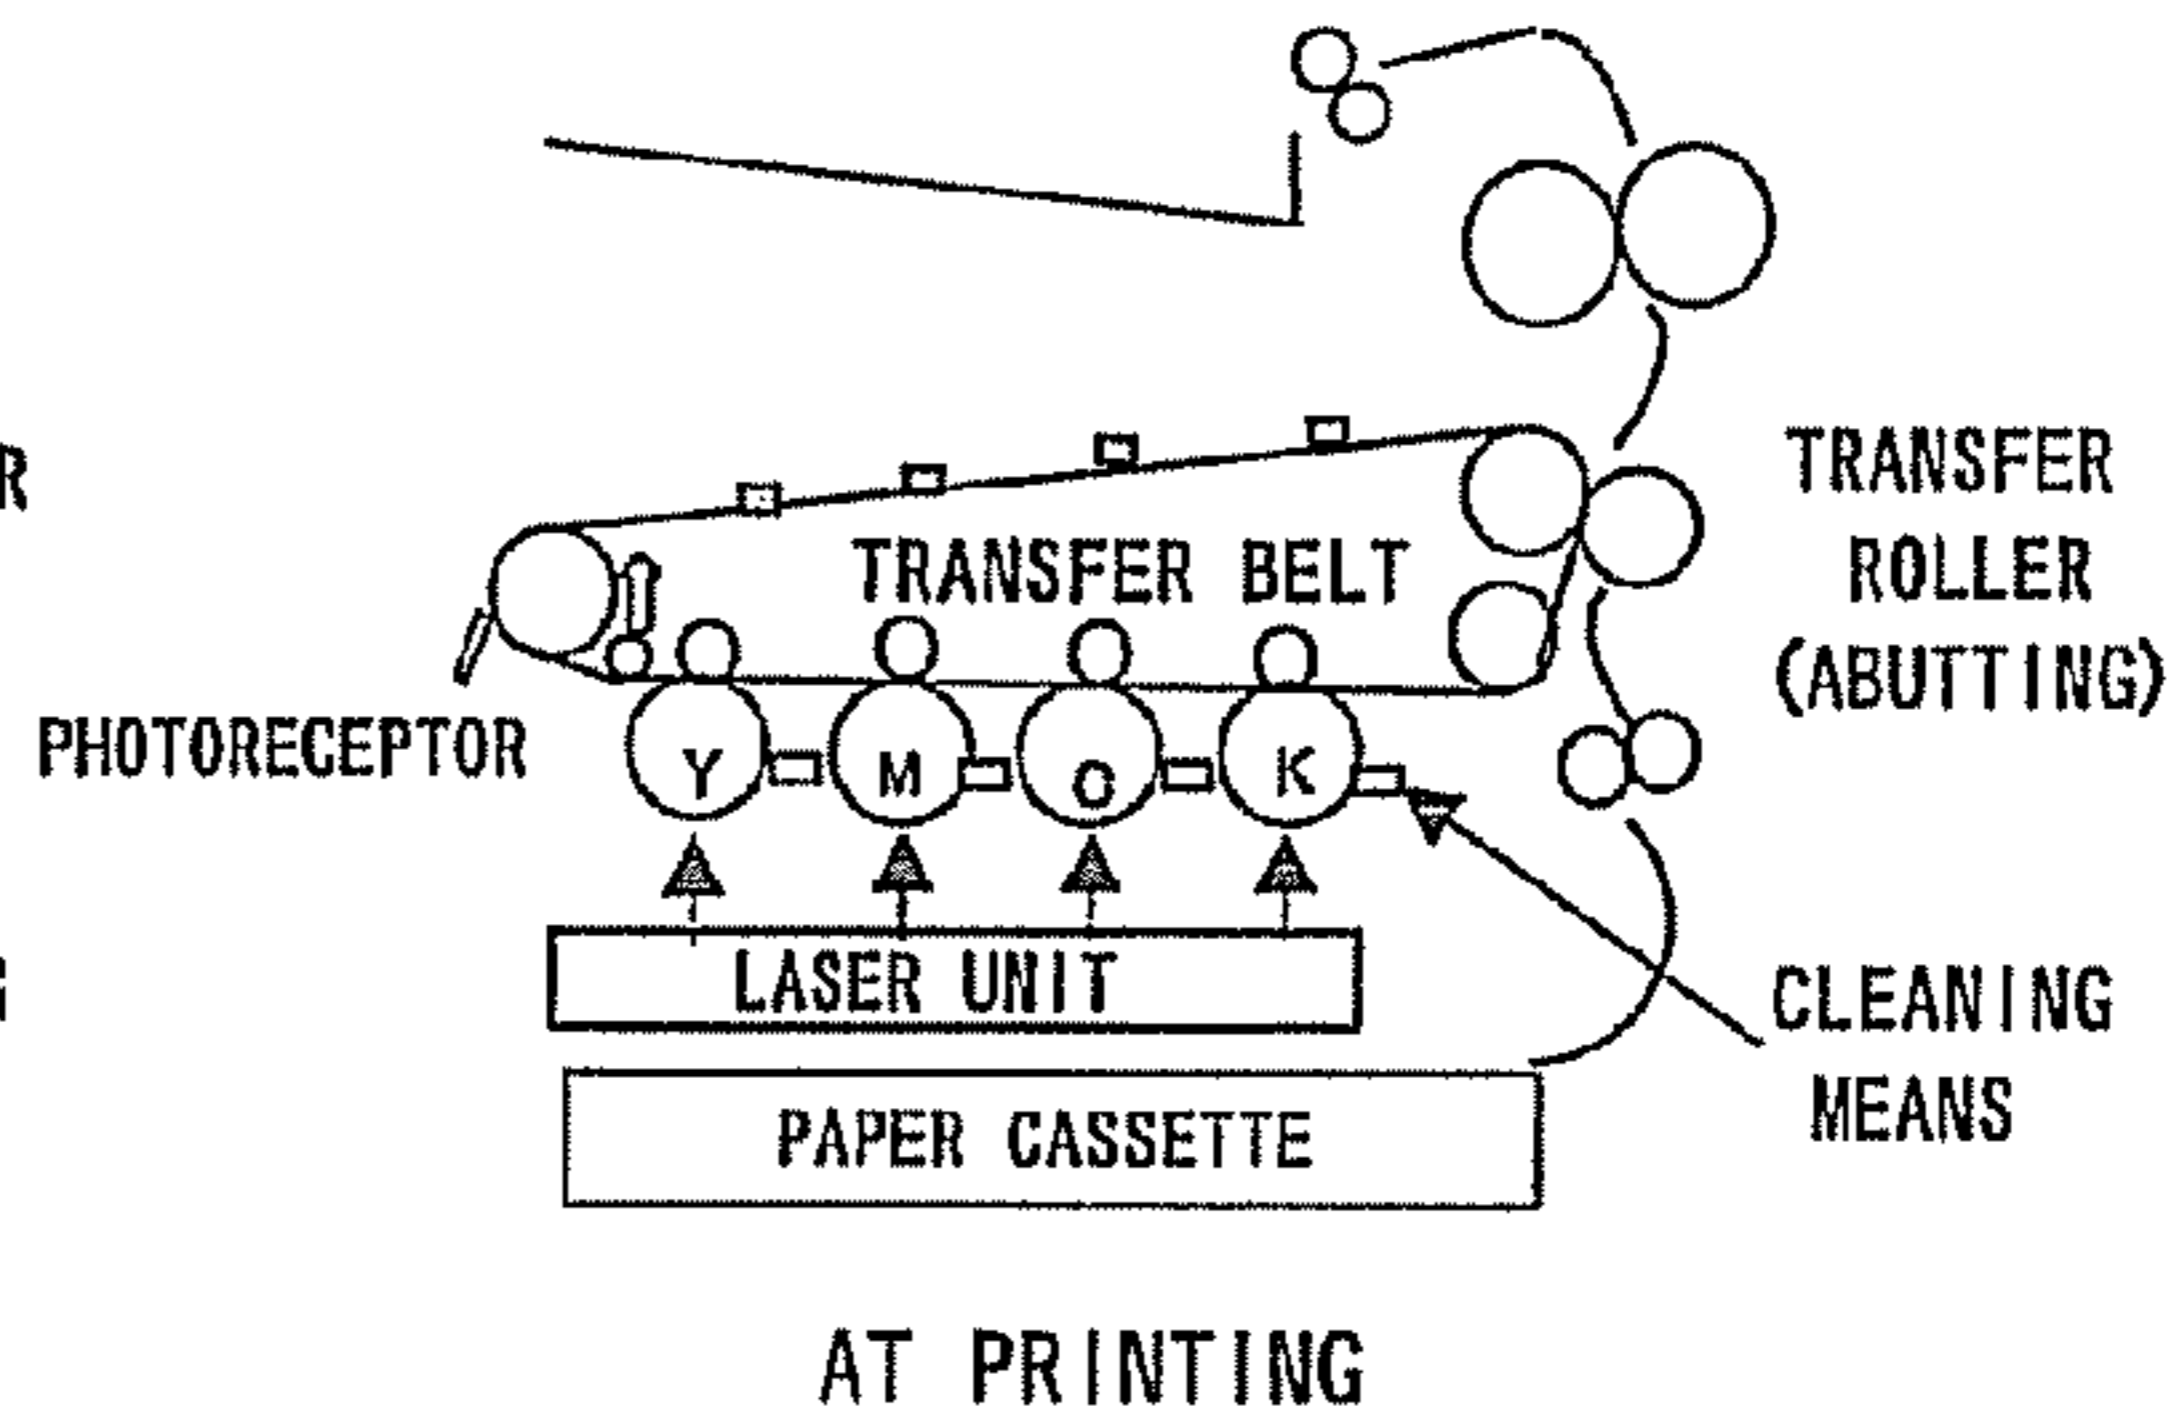 R
TRANSFER
ROLLER
(ABUTTING)
TRANSFER BELT
PHOTORECEPTOR
Y M C K
LASER UNIT
G
CLEANING
MEANS
PAPER CASSETTE
AT PRINTING